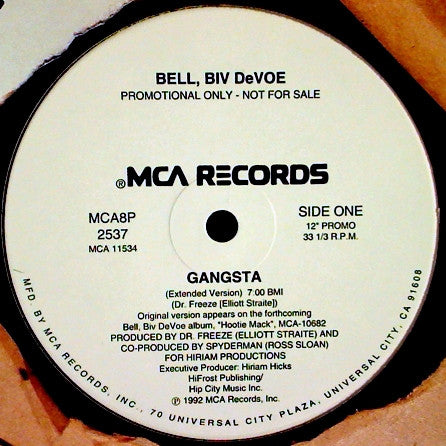 BELL, BIV DeVOE
PROMOTIONAL ONLY - NOT FOR SALE
®MCA RECORDS
MCA8P
2537
MCA 11534
SIDE ONE
12" PROMO
33 1/3 R.P.M.
GANGSTA
(Extended Version) 7:00 BMI
(Dr. Freeze [Elliott Straite])
Original version appears on the forthcoming
Bell, Biv DeVoe album, "Hootie Mack", MCA-10682
PRODUCED BY DR. FREEZE (ELLIOTT STRAITE) AND
CO-PRODUCED BY SPYDERMAN (ROSS SLOAN)
FOR HIRIAM PRODUCTIONS
Executive Producer: Hiriam Hicks
HiFrost Publishing/
Hip City Music Inc.
℗ 1992 MCA Records, Inc.
MFD. BY MCA RECORDS, INC., 70 UNIVERSAL CITY PLAZA, UNIVERSAL CITY, CA 91608